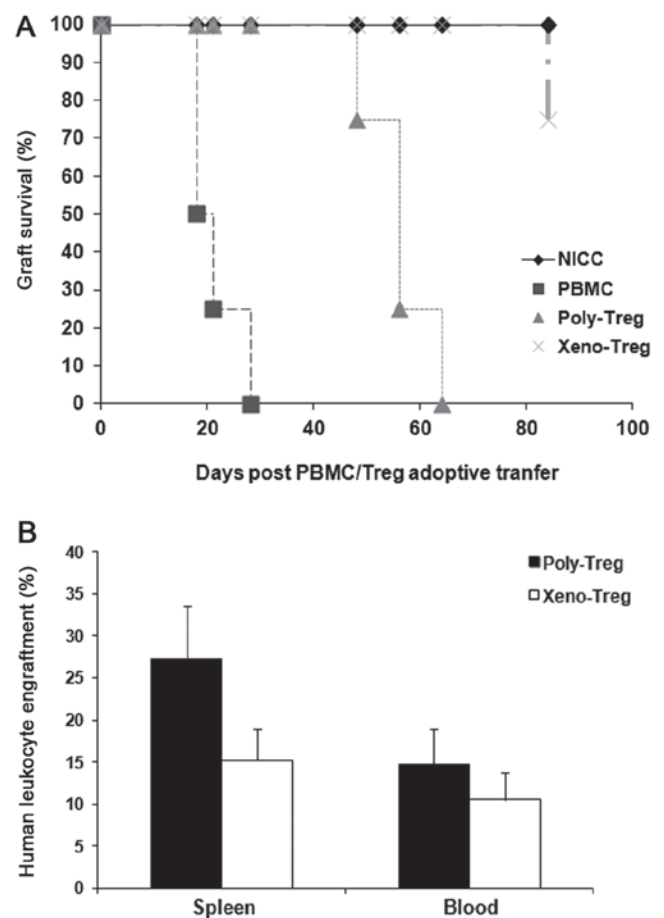 A
100
90
80
70
60
50
40
30
20
10
0
Graft survival (%)
NICC
PBMC
Poly-Treg
Xeno-Treg
0 20 40 60 80 100
Days post PBMC/Treg adoptive tranfer
B
40
35
30
25
20
15
10
5
0
Human leukocyte engraftment (%)
Poly-Treg
Xeno-Treg
Spleen Blood